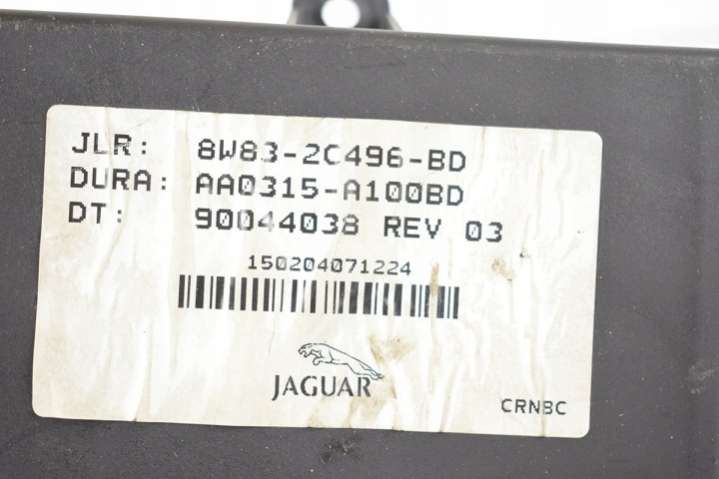 JLR: 8W83-2C496-BD
DURA: AA0315-A100BD
DT: 90044038 REV 03
150204071224
JAGUAR
CRNBC